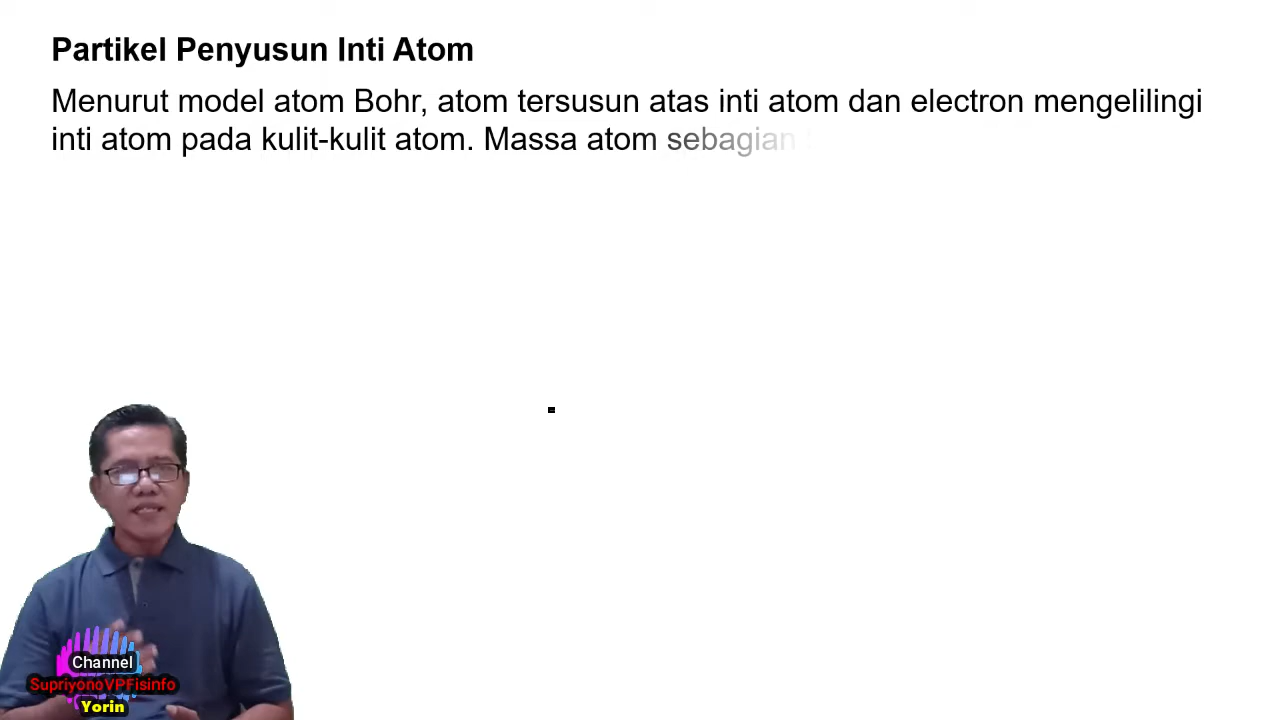 Partikel Penyusun Inti Atom
Menurut model atom Bohr, atom tersusun atas inti atom dan electron mengelilingi
inti atom pada kulit-kulit atom. Massa atom sebagian
Channel
SupriyonoVPFisinfo
Yorin